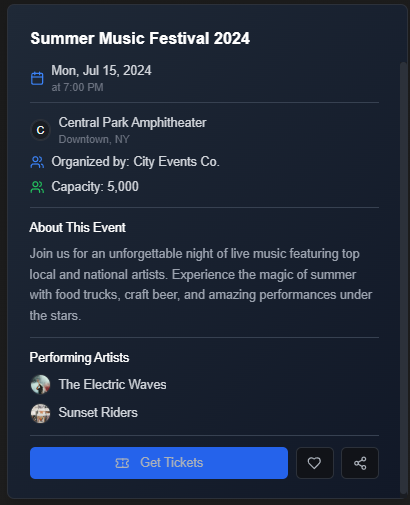 Summer Music Festival 2024
Mon, Jul 15, 2024
at 7:00 PM
C
Central Park Amphitheater
Downtown, NY
Organized by: City Events Co.
Capacity: 5,000
About This Event
Join us for an unforgettable night of live music featuring top
local and national artists. Experience the magic of summer
with food trucks, craft beer, and amazing performances under
the stars.
Performing Artists
The Electric Waves
Sunset Riders
Get Tickets